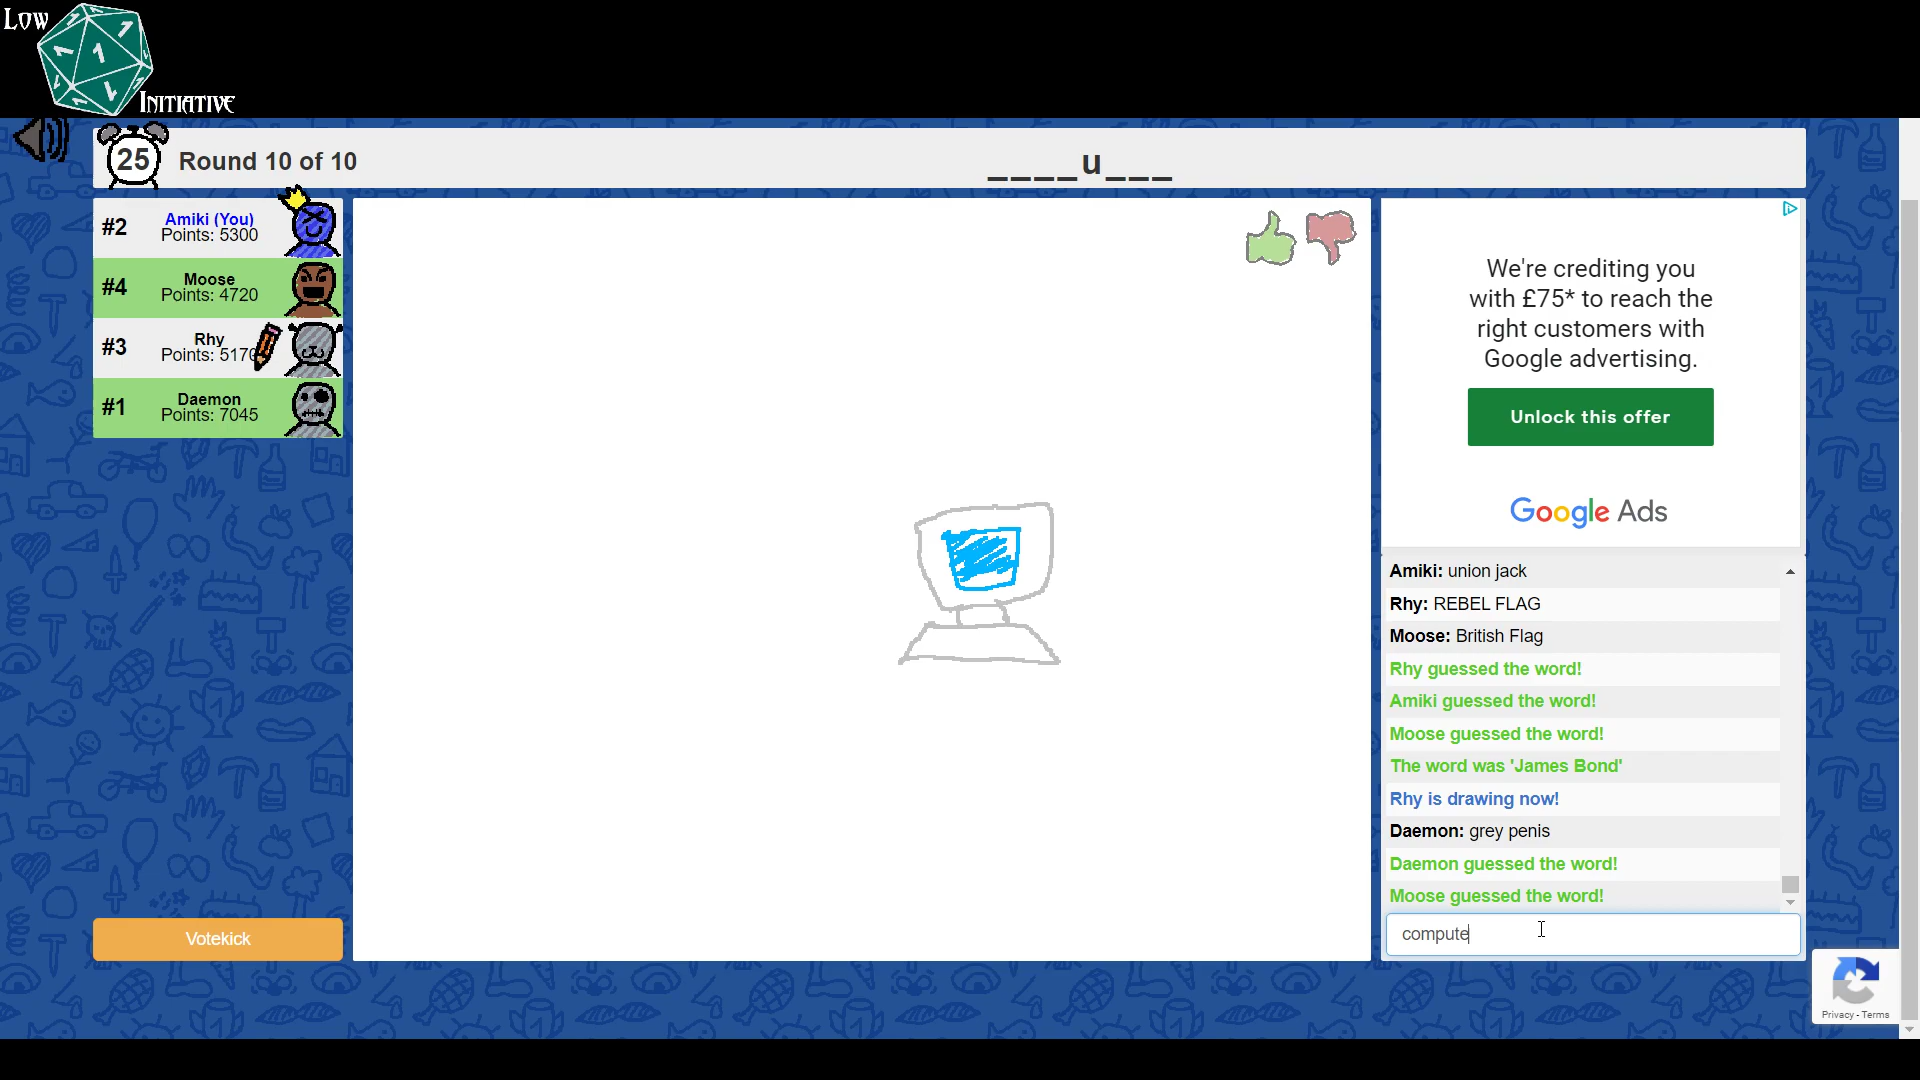 Low
Initiative
25
Round 10 of 10
____u___
#2
Amiki (You)
Points: 5300
#4
Moose
Points: 4720
#3
Rhy
Points: 5170
#1
Daemon
Points: 7045
Votekick
We're crediting you
with £75* to reach the
right customers with
Google advertising.
Unlock this offer
Google Ads
Amiki: union jack
Rhy: REBEL FLAG
Moose: British Flag
Rhy guessed the word!
Amiki guessed the word!
Moose guessed the word!
The word was 'James Bond'
Rhy is drawing now!
Daemon: grey penis
Daemon guessed the word!
Moose guessed the word!
compute
Privacy - Terms